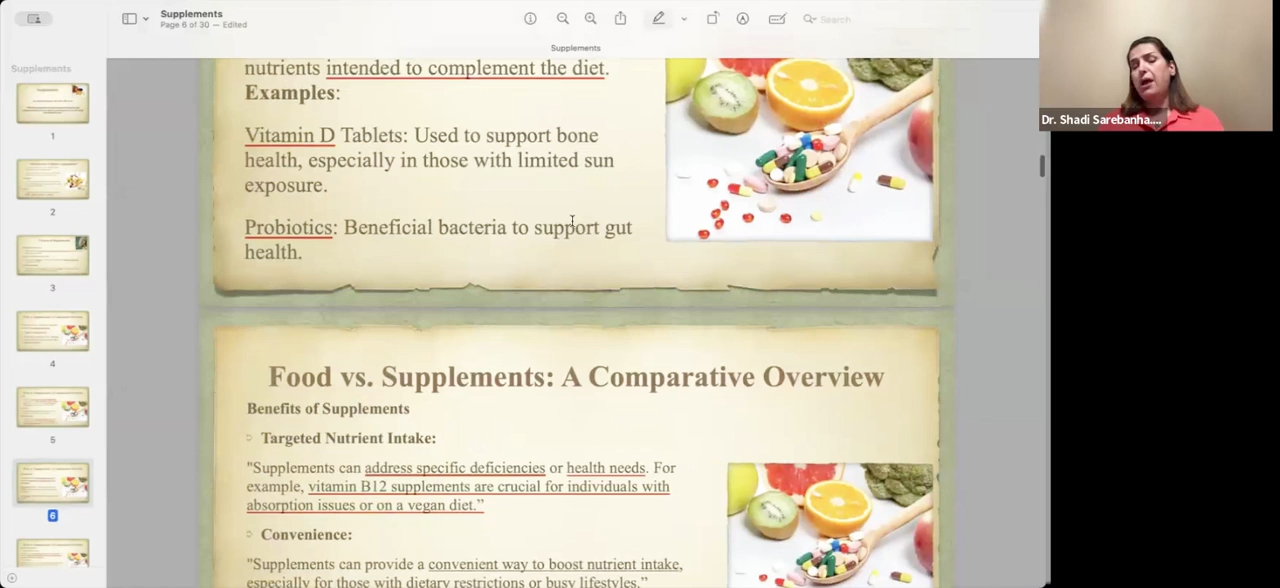 Supplements
Page 6 of 30 — Edited
Search
Supplements
Supplements
1
2
3
4
5
6
nutrients intended to complement the diet.
Examples:
Vitamin D Tablets: Used to support bone
health, especially in those with limited sun
exposure.
Probiotics: Beneficial bacteria to support gut
health.
Food vs. Supplements: A Comparative Overview
Benefits of Supplements
Targeted Nutrient Intake:
"Supplements can address specific deficiencies or health needs. For
example, vitamin B12 supplements are crucial for individuals with
absorption issues or on a vegan diet.”
Convenience:
"Supplements can provide a convenient way to boost nutrient intake,
especially for those with dietary restrictions or busy lifestyles.”
Dr. Shadi Sarebanha....